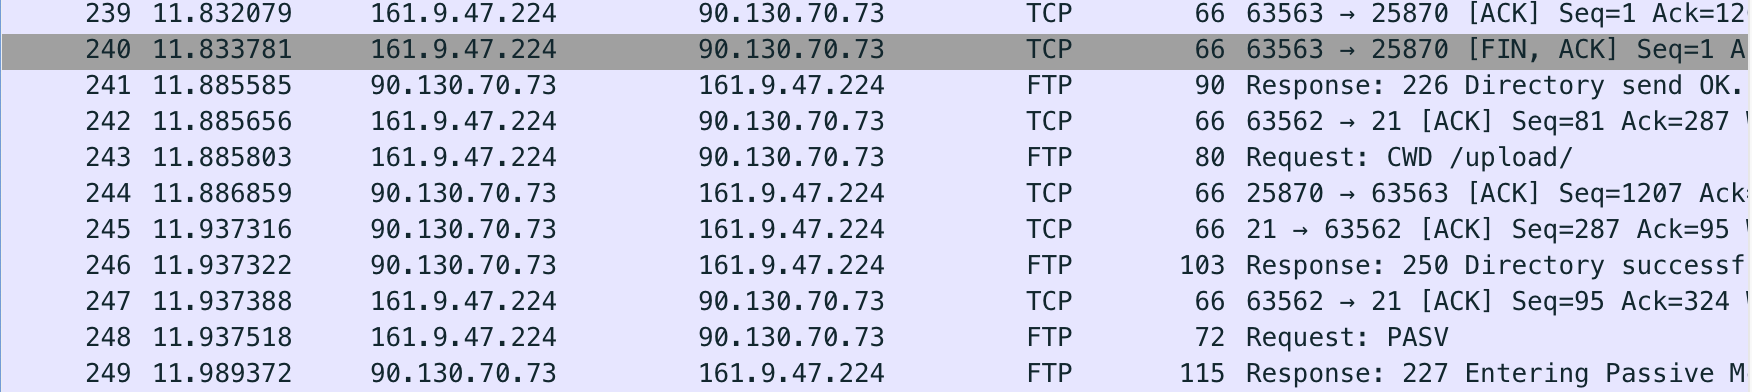 239 11.832079 161.9.47.224 90.130.70.73 TCP 66 63563 → 25870 [ACK] Seq=1 Ack=12
240 11.833781 161.9.47.224 90.130.70.73 TCP 66 63563 → 25870 [FIN, ACK] Seq=1 A
241 11.885585 90.130.70.73 161.9.47.224 FTP 90 Response: 226 Directory send OK.
242 11.885656 161.9.47.224 90.130.70.73 TCP 66 63562 → 21 [ACK] Seq=81 Ack=287
243 11.885803 161.9.47.224 90.130.70.73 FTP 80 Request: CWD /upload/
244 11.886859 90.130.70.73 161.9.47.224 TCP 66 25870 → 63563 [ACK] Seq=1207 Ack=
245 11.937316 90.130.70.73 161.9.47.224 TCP 66 21 → 63562 [ACK] Seq=287 Ack=95
246 11.937322 90.130.70.73 161.9.47.224 FTP 103 Response: 250 Directory successf
247 11.937388 161.9.47.224 90.130.70.73 TCP 66 63562 → 21 [ACK] Seq=95 Ack=324
248 11.937518 161.9.47.224 90.130.70.73 FTP 72 Request: PASV
249 11.989372 90.130.70.73 161.9.47.224 FTP 115 Response: 227 Entering Passive M